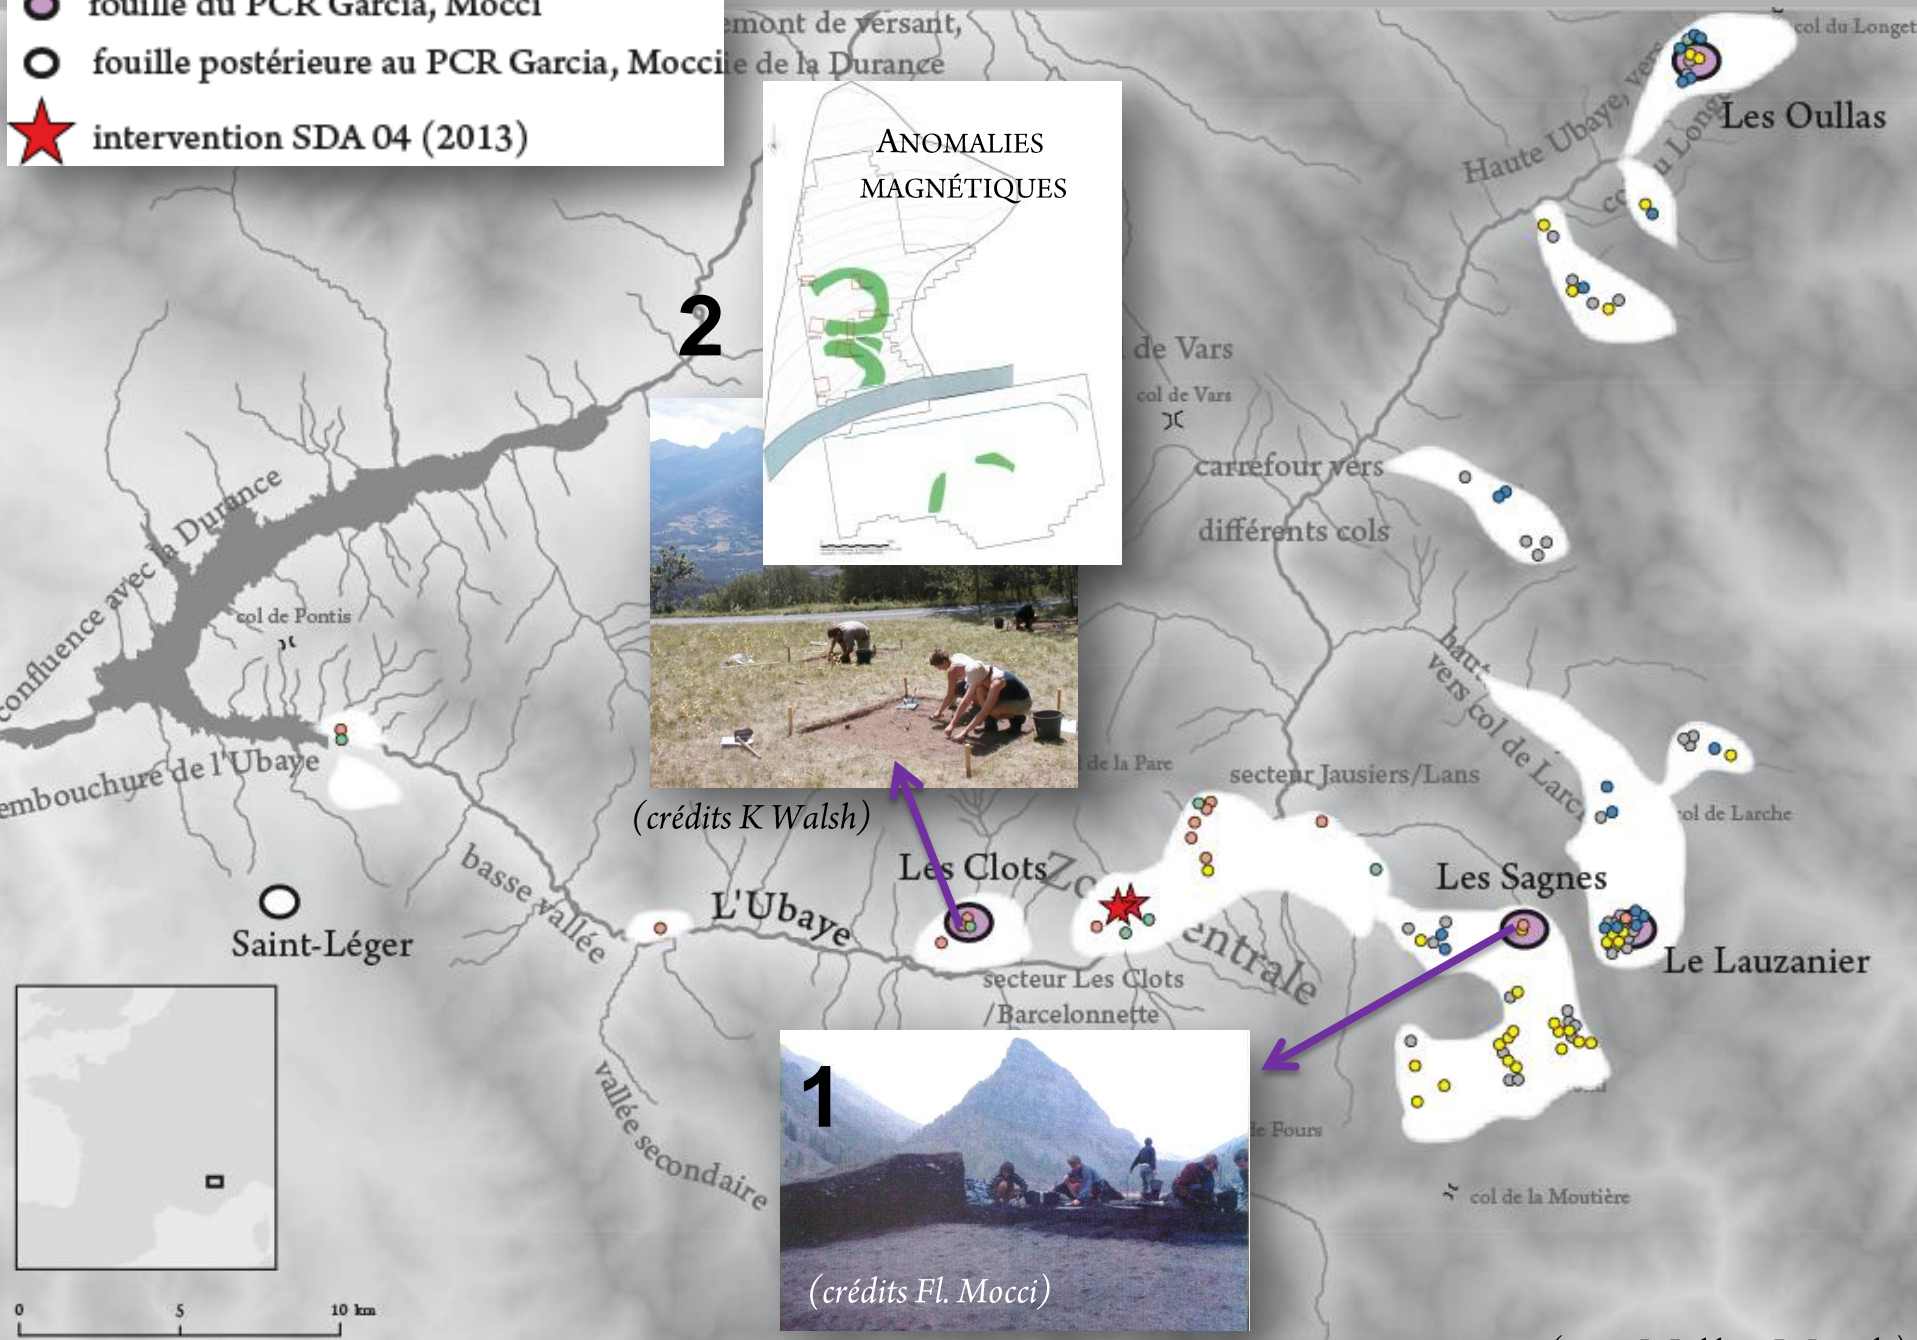 fouille du PCR Garcia, Mocci
fouille postérieure au PCR Garcia, Mocci
intervention SDA 04 (2013)
de versant,
de la Durance
col du Longet
Les Oullas
Haute Ubaye, vers
Longet
ANOMALIES
MAGNÉTIQUES
2
de Vars
col de Vars
carrefour vers
différents cols
confluence avec la Durance
col de Pontis
embouchure de l'Ubaye
haut
vers col de Larche
de la Pare
secteur Jausiers/Lans
col de Larche
(crédits K Walsh)
basse vallée
Les Clots
L'Ubaye
Les Sagnes
Le Lauzanier
Saint-Léger
secteur Les Clots
/Barcelonnette
entrale
vallée secondaire
1
de Fours
col de la Moutière
(crédits Fl. Mocci)
0 5 10 km